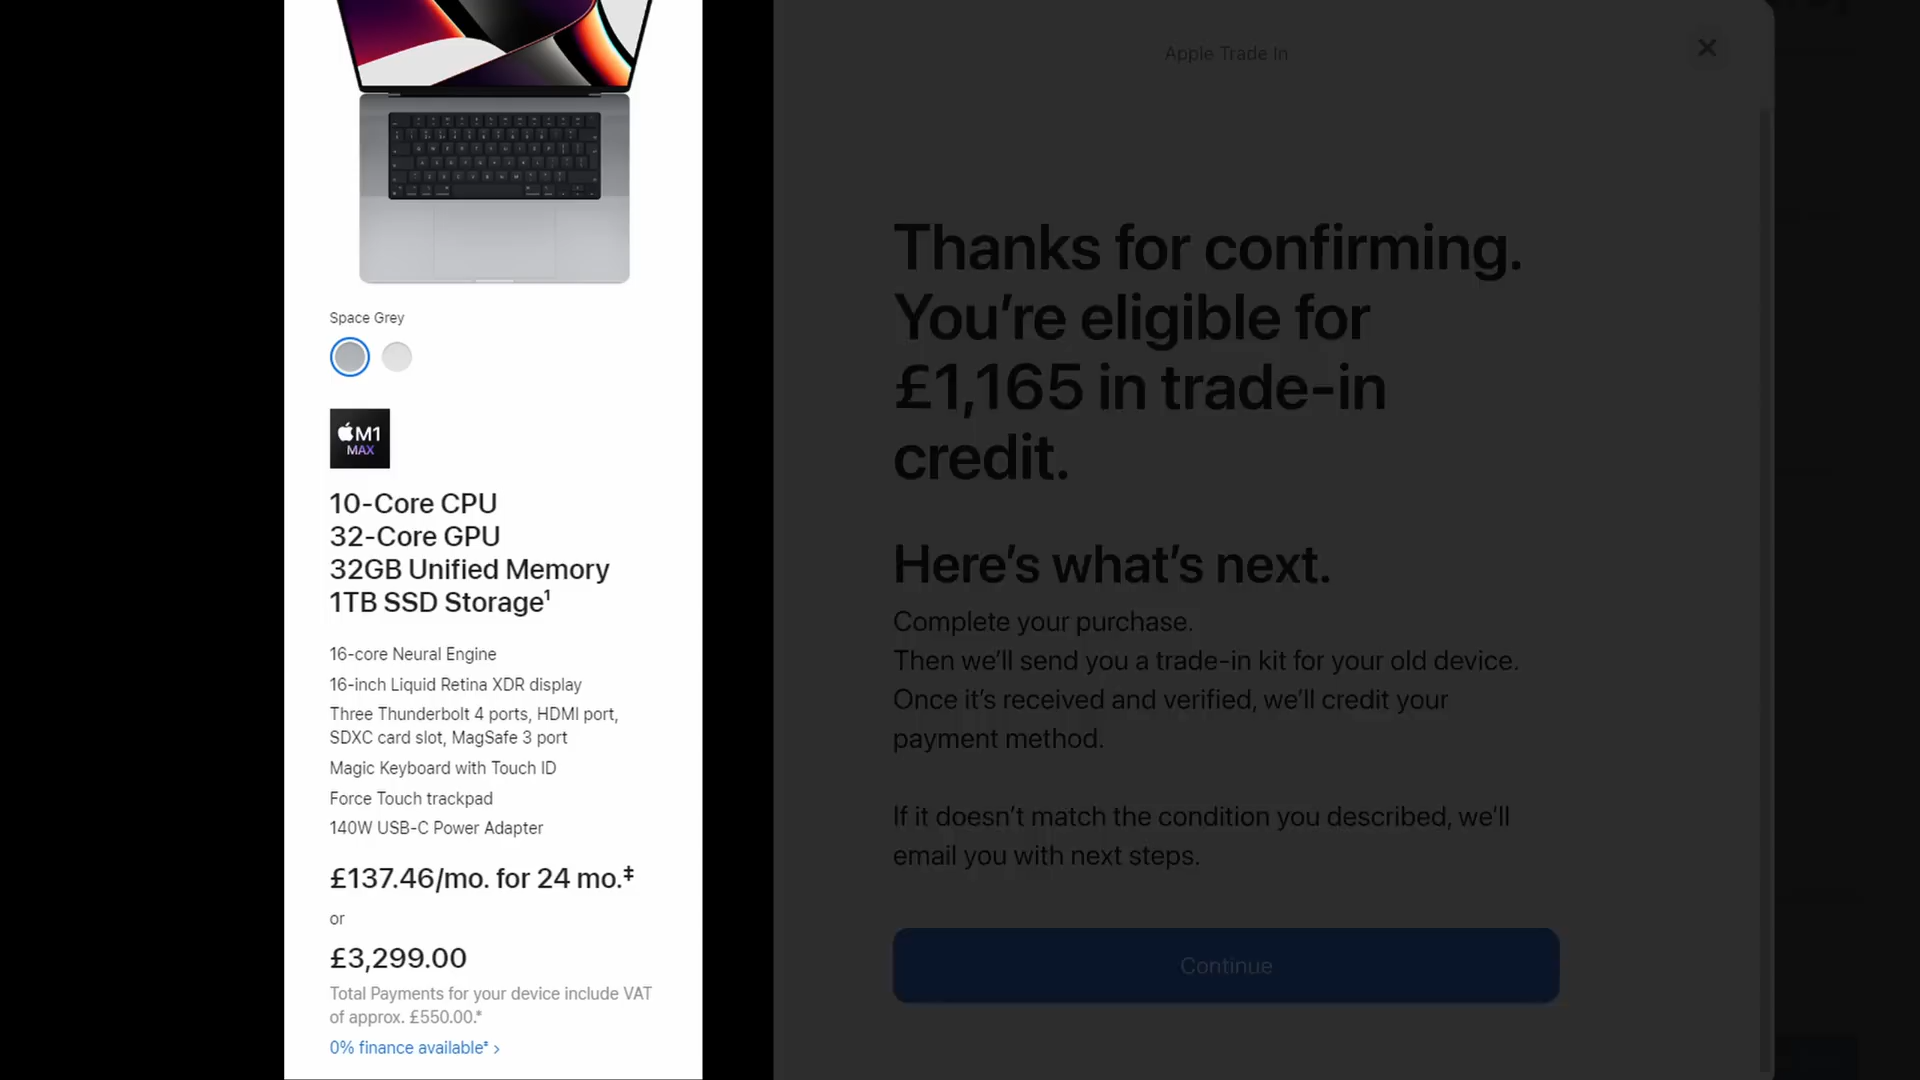 Space Grey
M1
MAX
10-Core CPU
32-Core GPU
32GB Unified Memory
1TB SSD Storage¹
16-core Neural Engine
16-inch Liquid Retina XDR display
Three Thunderbolt 4 ports, HDMI port,
SDXC card slot, MagSafe 3 port
Magic Keyboard with Touch ID
Force Touch trackpad
140W USB-C Power Adapter
£137.46/mo. for 24 mo.‡
or
£3,299.00
Total Payments for your device include VAT
of approx. £550.00.*
0% finance available‡ ›
Apple Trade In
Thanks for confirming.
You’re eligible for
£1,165 in trade-in
credit.
Here’s what’s next.
Complete your purchase.
Then we’ll send you a trade-in kit for your old device.
Once it’s received and verified, we’ll credit your
payment method.
If it doesn’t match the condition you described, we’ll
email you with next steps.
Continue